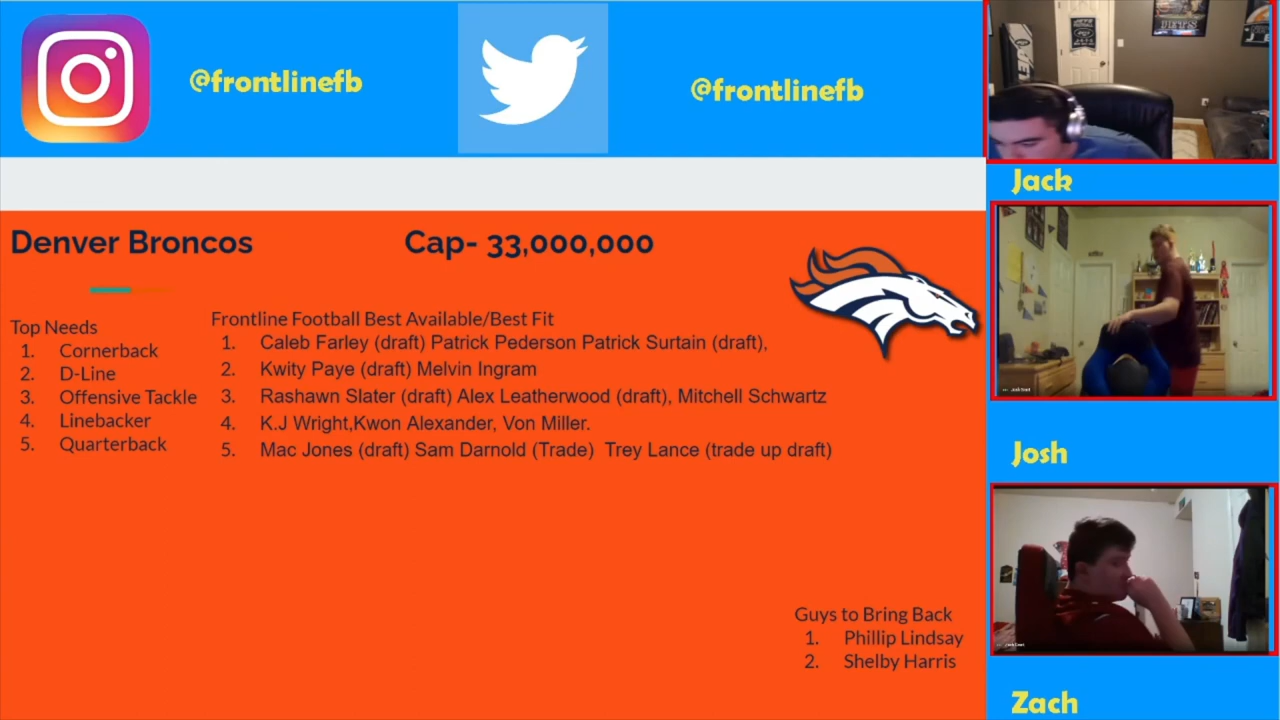 @frontlinefb
@frontlinefb
Jack
Denver Broncos
Cap- 33,000,000
Top Needs
1. Cornerback
2. D-Line
3. Offensive Tackle
4. Linebacker
5. Quarterback
Frontline Football Best Available/Best Fit
1. Caleb Farley (draft) Patrick Pederson Patrick Surtain (draft),
2. Kwity Paye (draft) Melvin Ingram
3. Rashawn Slater (draft) Alex Leatherwood (draft), Mitchell Schwartz
4. K.J Wright,Kwon Alexander, Von Miller.
5. Mac Jones (draft) Sam Darnold (Trade) Trey Lance (trade up draft)
Josh
Guys to Bring Back
1. Phillip Lindsay
2. Shelby Harris
Zach